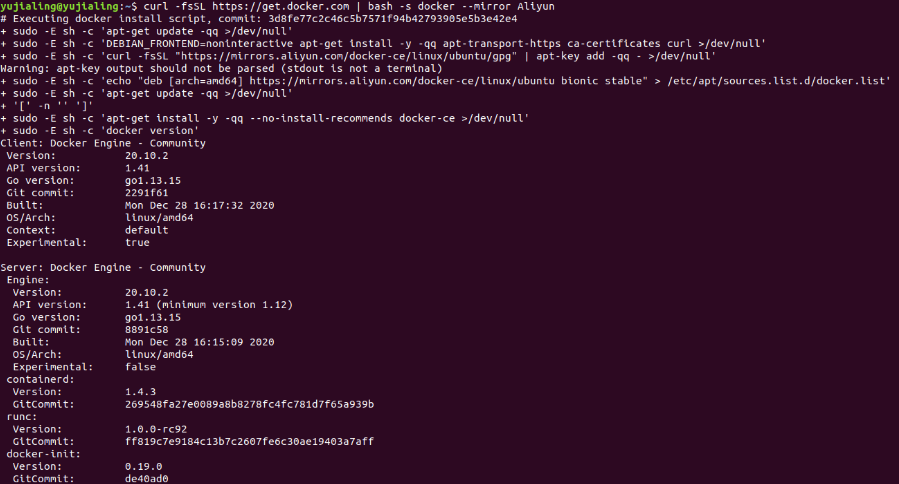 yujialing@yujialing:~$ curl -fsSL https://get.docker.com | bash -s docker --mirror Aliyun
# Executing docker install script, commit: 3d8fe77c2c46c5b7571f94b42793905e5b3e42e4
+ sudo -E sh -c 'apt-get update -qq >/dev/null'
+ sudo -E sh -c 'DEBIAN_FRONTEND=noninteractive apt-get install -y -qq apt-transport-https ca-certificates curl >/dev/null'
+ sudo -E sh -c 'curl -fsSL "https://mirrors.aliyun.com/docker-ce/linux/ubuntu/gpg" | apt-key add -qq - >/dev/null'
Warning: apt-key output should not be parsed (stdout is not a terminal)
+ sudo -E sh -c 'echo "deb [arch=amd64] https://mirrors.aliyun.com/docker-ce/linux/ubuntu bionic stable" > /etc/apt/sources.list.d/docker.list'
+ sudo -E sh -c 'apt-get update -qq >/dev/null'
+ '[' -n '' ']'
+ sudo -E sh -c 'apt-get install -y -qq --no-install-recommends docker-ce >/dev/null'
+ sudo -E sh -c 'docker version'
Client: Docker Engine - Community
 Version:           20.10.2
 API version:       1.41
 Go version:        go1.13.15
 Git commit:        2291f61
 Built:             Mon Dec 28 16:17:32 2020
 OS/Arch:           linux/amd64
 Context:           default
 Experimental:      true

Server: Docker Engine - Community
 Engine:
  Version:          20.10.2
  API version:      1.41 (minimum version 1.12)
  Go version:       go1.13.15
  Git commit:       8891c58
  Built:            Mon Dec 28 16:15:09 2020
  OS/Arch:          linux/amd64
  Experimental:     false
 containerd:
  Version:          1.4.3
  GitCommit:        269548fa27e0089a8b8278fc4fc781d7f65a939b
 runc:
  Version:          1.0.0-rc92
  GitCommit:        ff819c7e9184c13b7c2607fe6c30ae19403a7aff
 docker-init:
  Version:          0.19.0
  GitCommit:        de40ad0